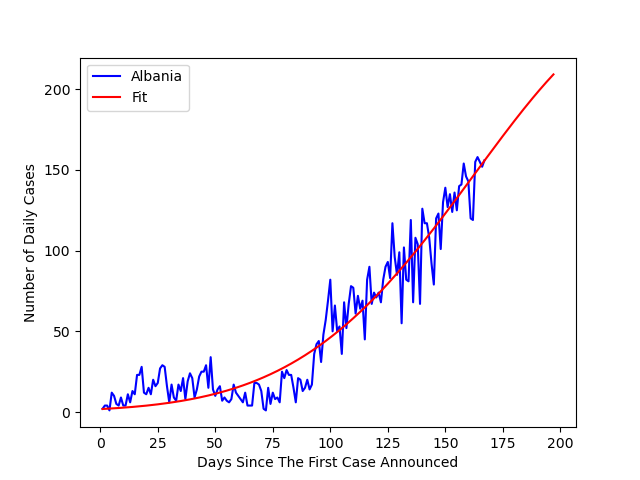 Albania
Fit
Number of Daily Cases
200
150
100
50
0
0 25 50 75 100 125 150 175 200
Days Since The First Case Announced